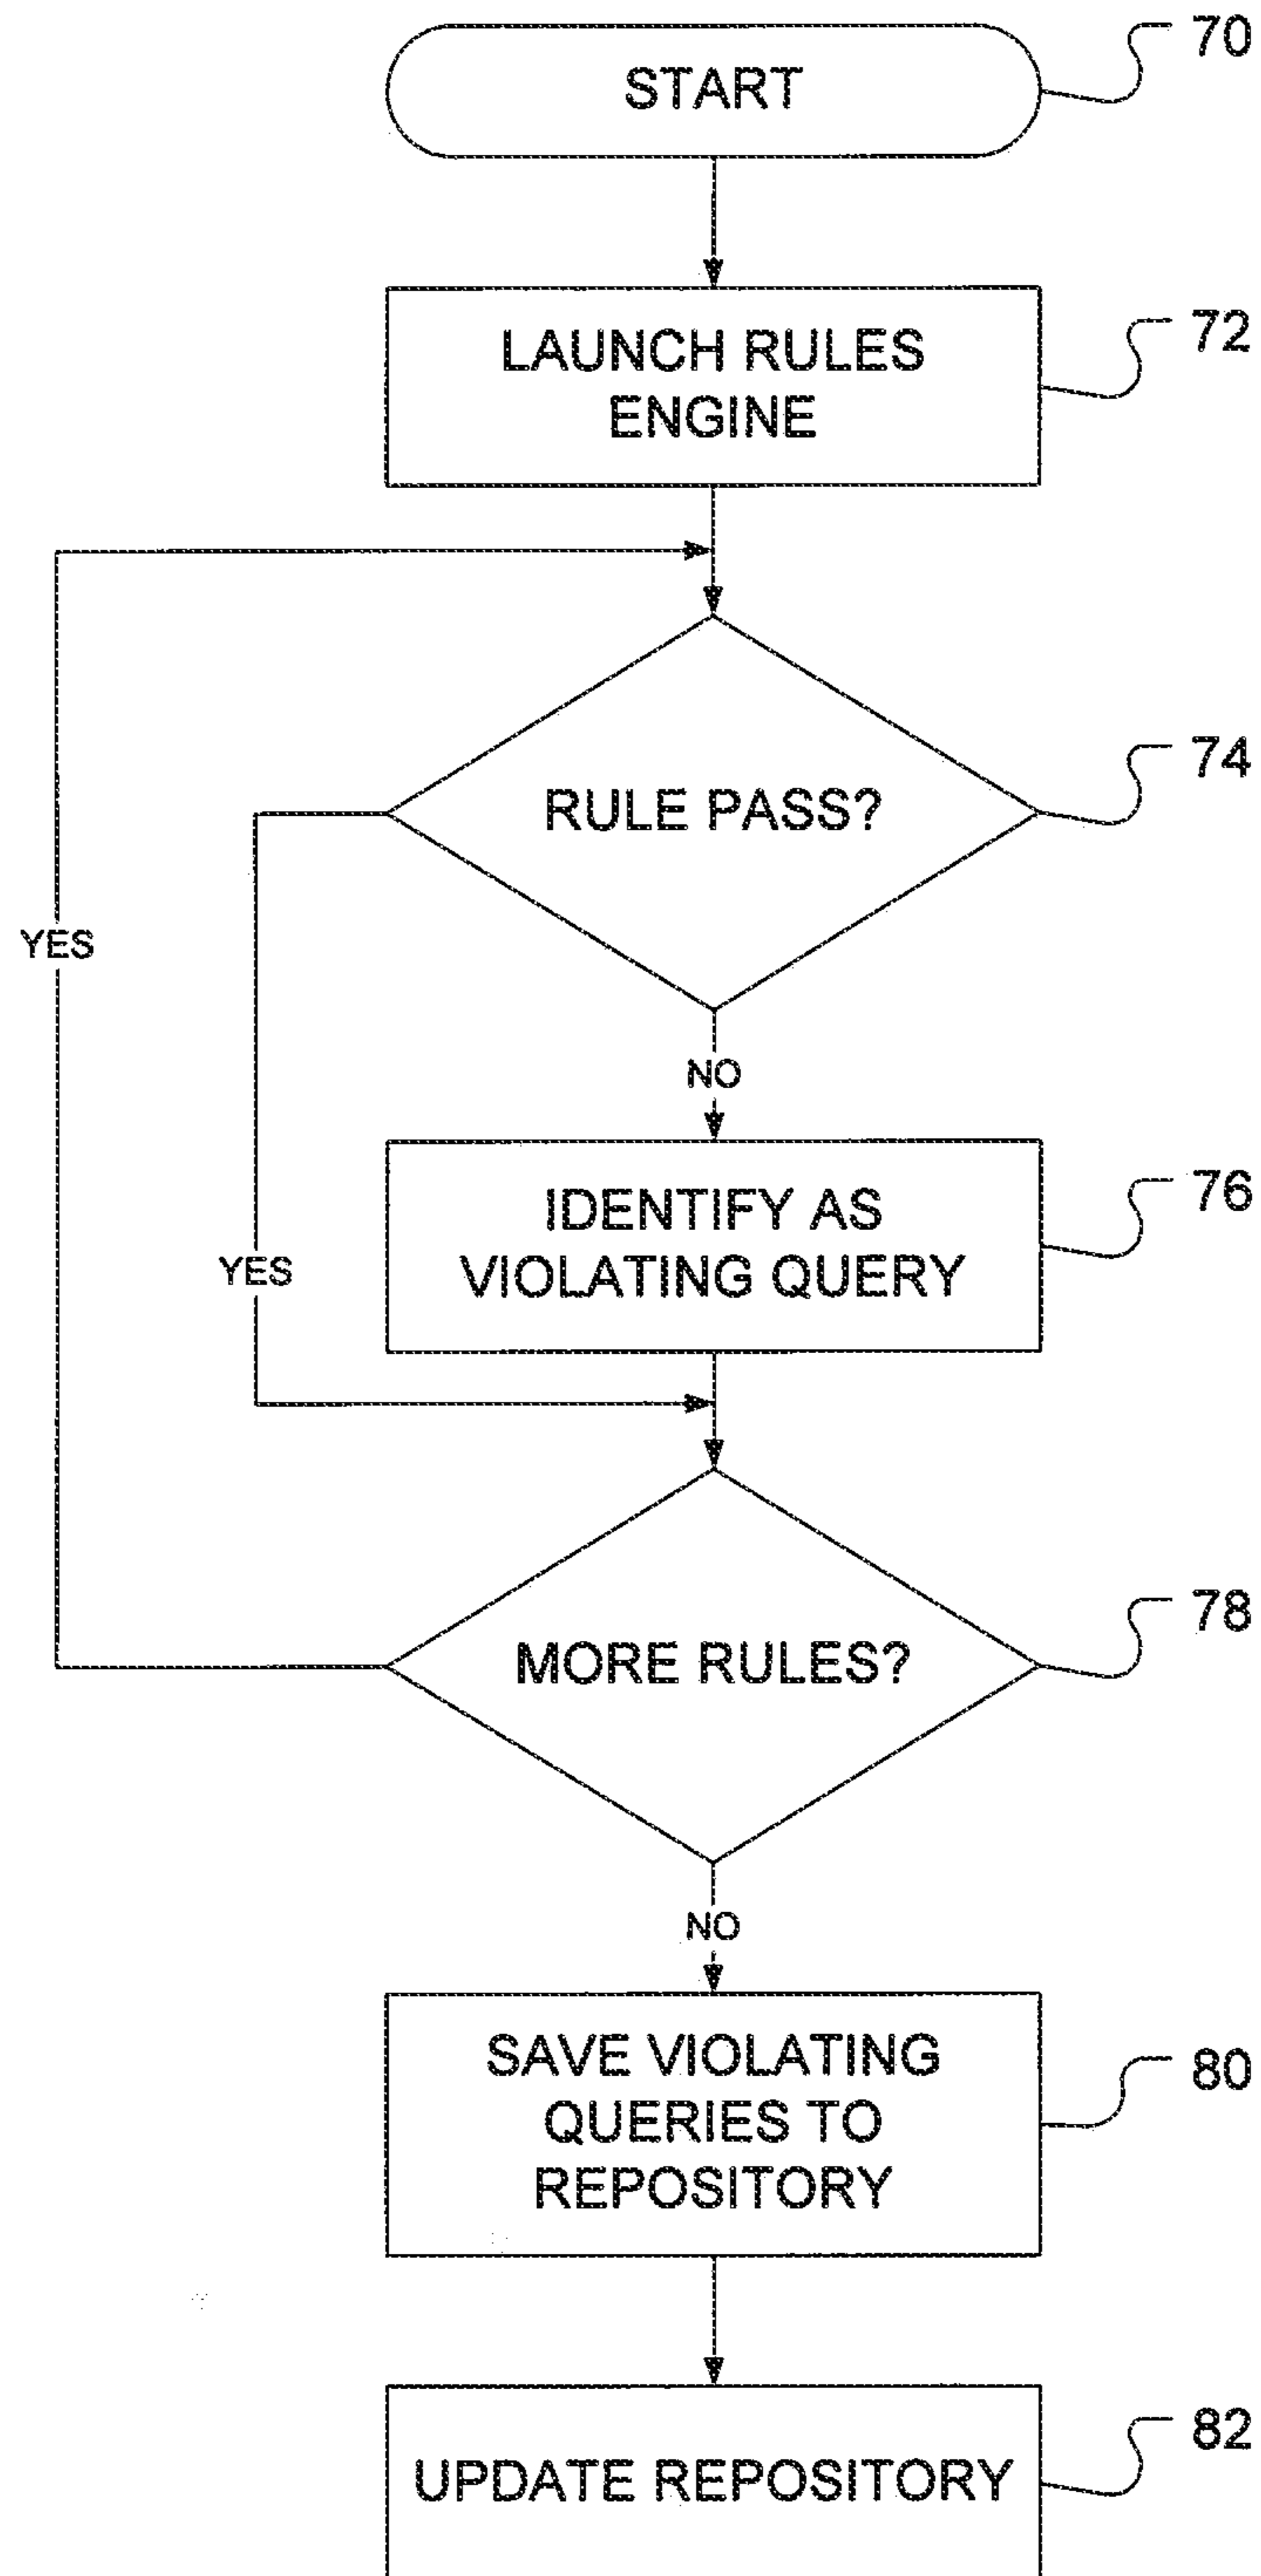 START
70
LAUNCH RULES
ENGINE
72
RULE PASS?
74
YES
NO
IDENTIFY AS
VIOLATING QUERY
76
YES
MORE RULES?
78
NO
SAVE VIOLATING
QUERIES TO
REPOSITORY
80
UPDATE REPOSITORY
82